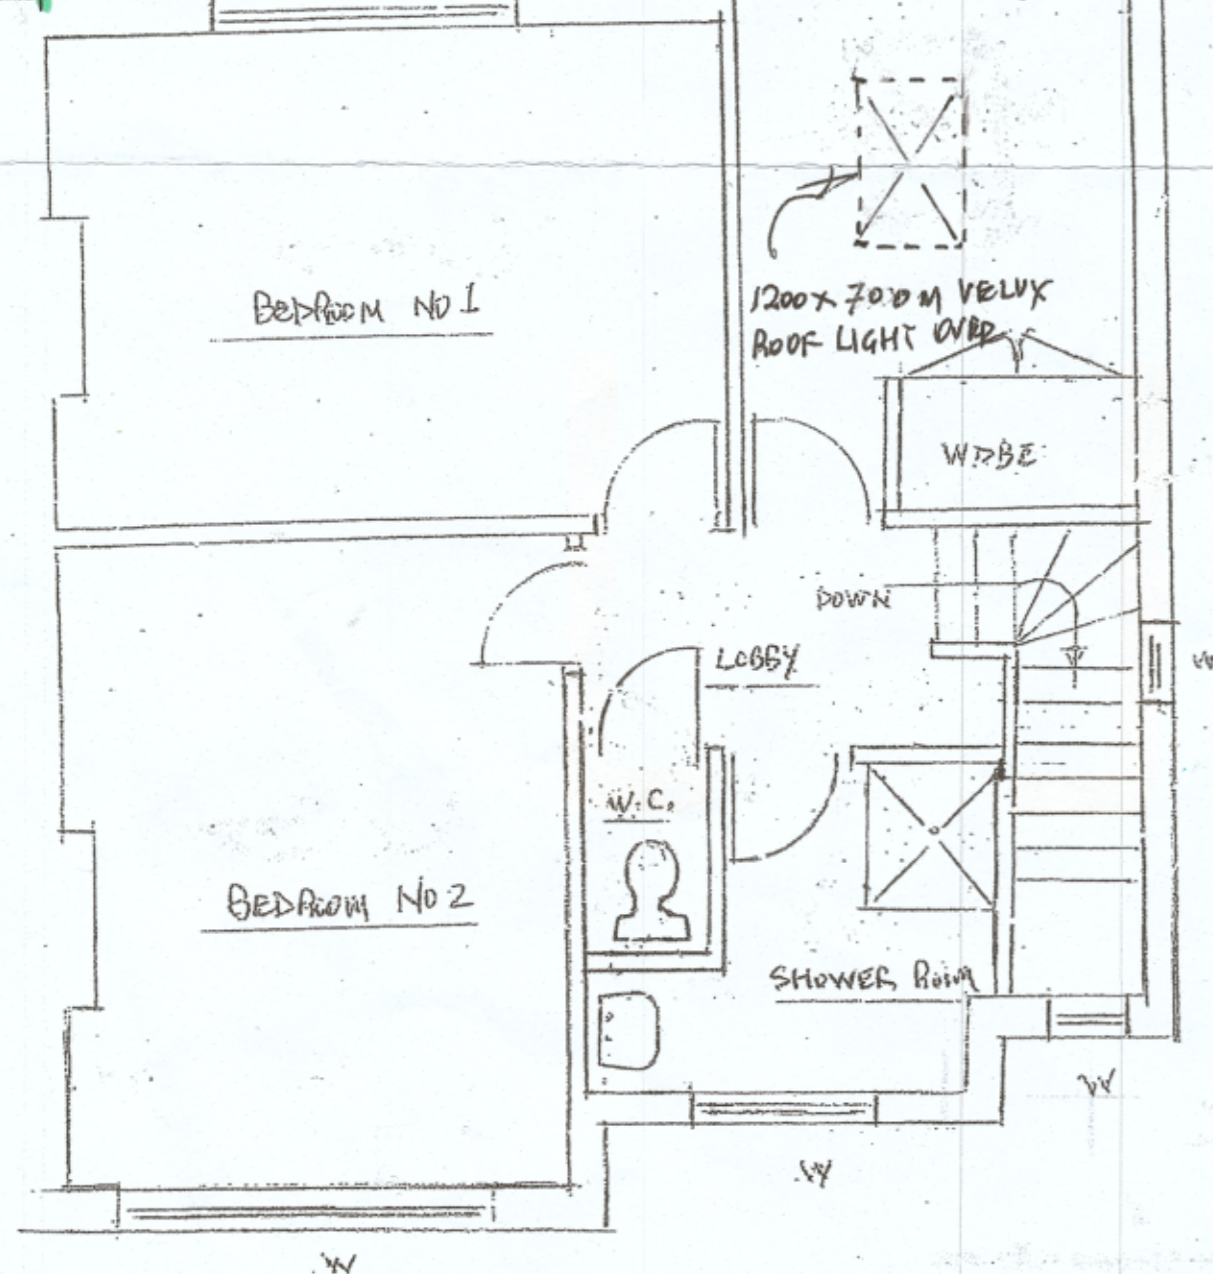 BEDROOM NO 1
1200 x 700 M VELUX
ROOF LIGHT OVER
WDBE
DOWN
LOBBY
W.C.
BEDROOM NO 2
SHOWER ROOM
W
W
W
W